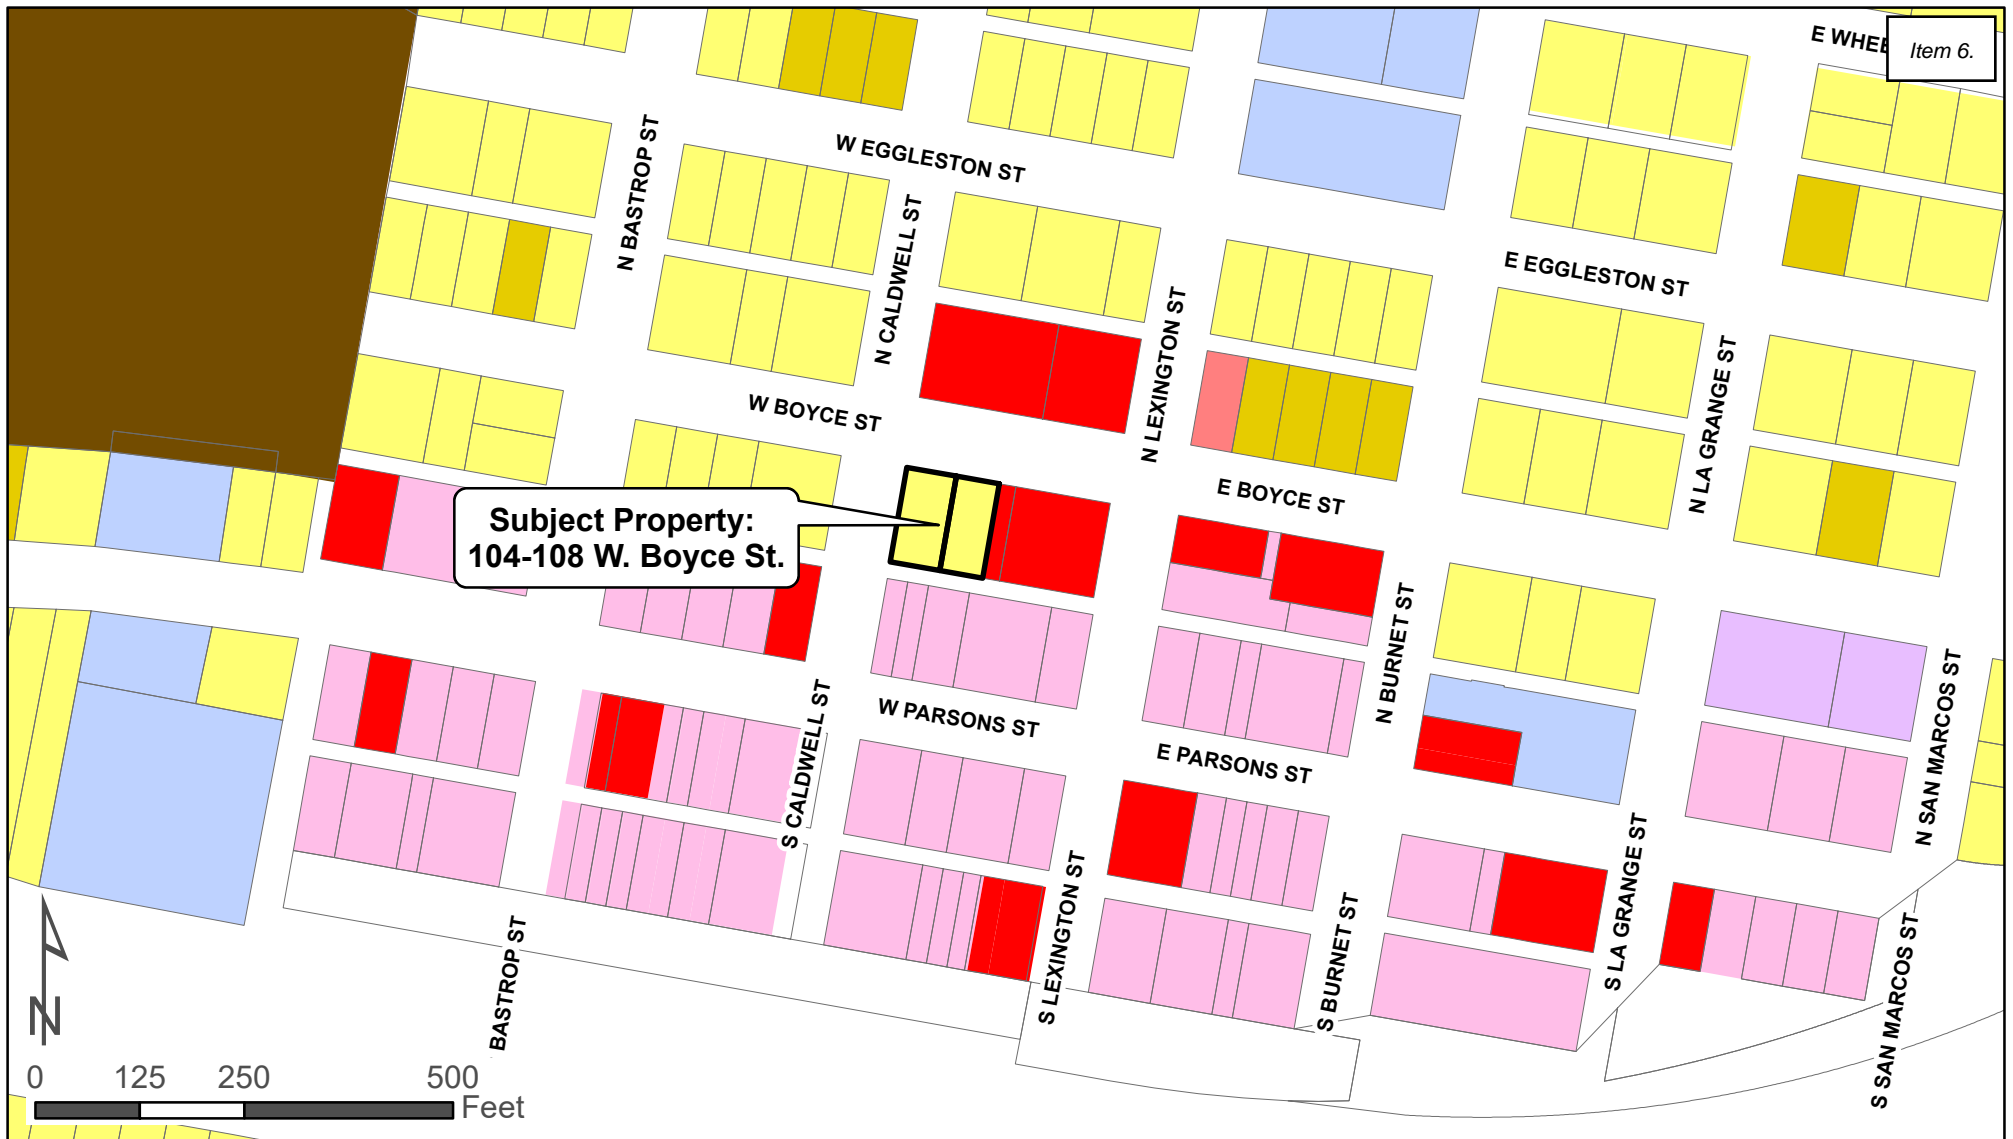 E WHEE
Item 6.
N BASTROP ST
W EGGLESTON ST
N CALDWELL ST
E EGGLESTON ST
N LEXINGTON ST
N LA GRANGE ST
W BOYCE ST
E BOYCE ST
Subject Property:
104-108 W. Boyce St.
N BURNET ST
N SAN MARCOS ST
S CALDWELL ST
W PARSONS ST
E PARSONS ST
S LEXINGTON ST
S LA GRANGE ST
S BURNET ST
BASTROP ST
S SAN MARCOS ST
N
0 125 250 500
Feet